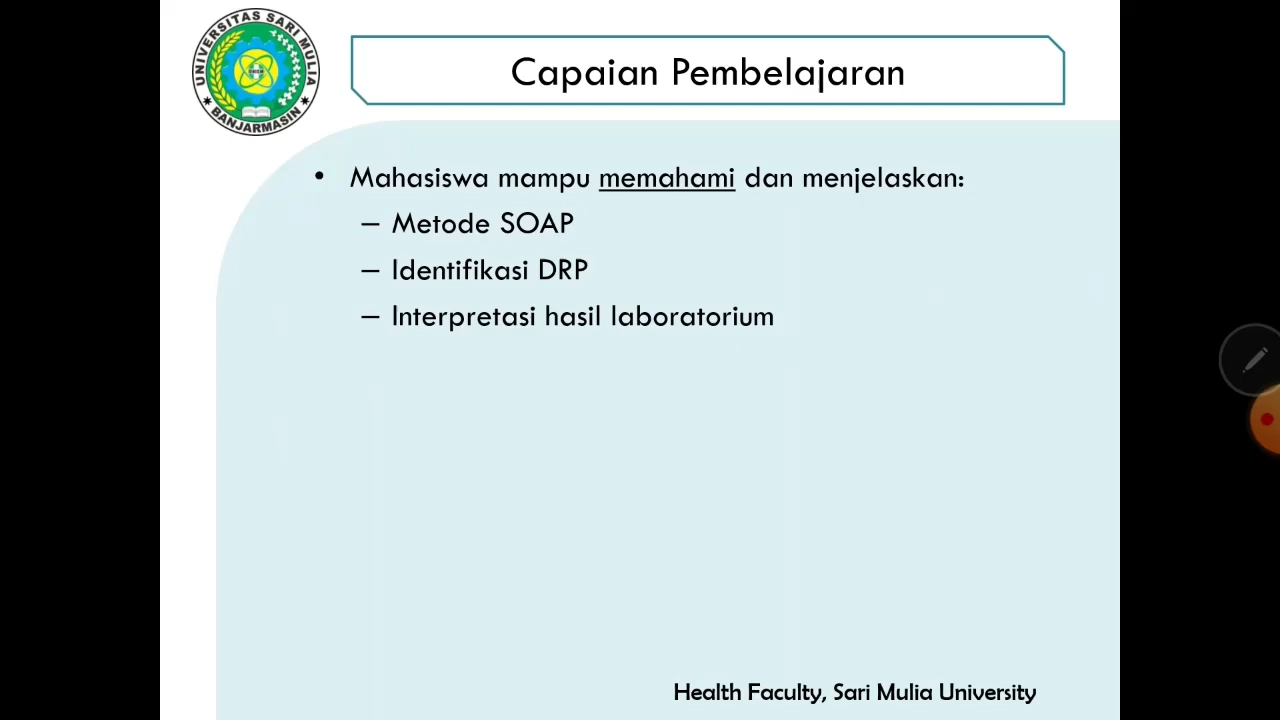 UNIVERSITAS SARI MULIA
BANJARMASIN
Capaian Pembelajaran
• Mahasiswa mampu memahami dan menjelaskan:
– Metode SOAP
– Identifikasi DRP
– Interpretasi hasil laboratorium
Health Faculty, Sari Mulia University